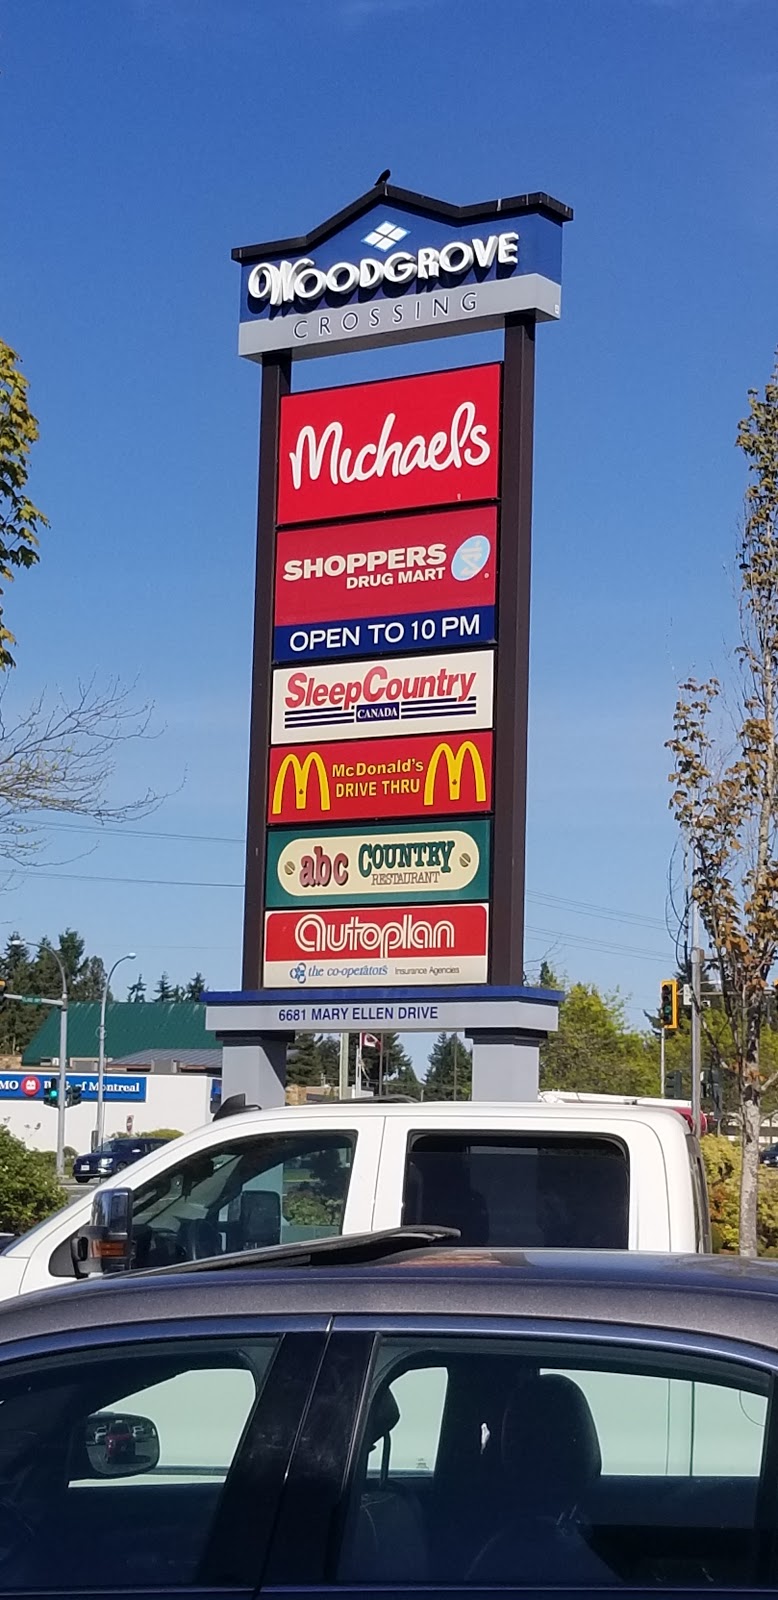 WOODGROVE
CROSSING
Michaels
SHOPPERS
DRUG MART
OPEN TO 10 PM
SleepCountry
CANADA
McDonald's
DRIVE THRU
abc COUNTRY
RESTAURANT
autoplan
the co-operators Insurance Agencies
6681 MARY ELLEN DRIVE
MO of Montreal